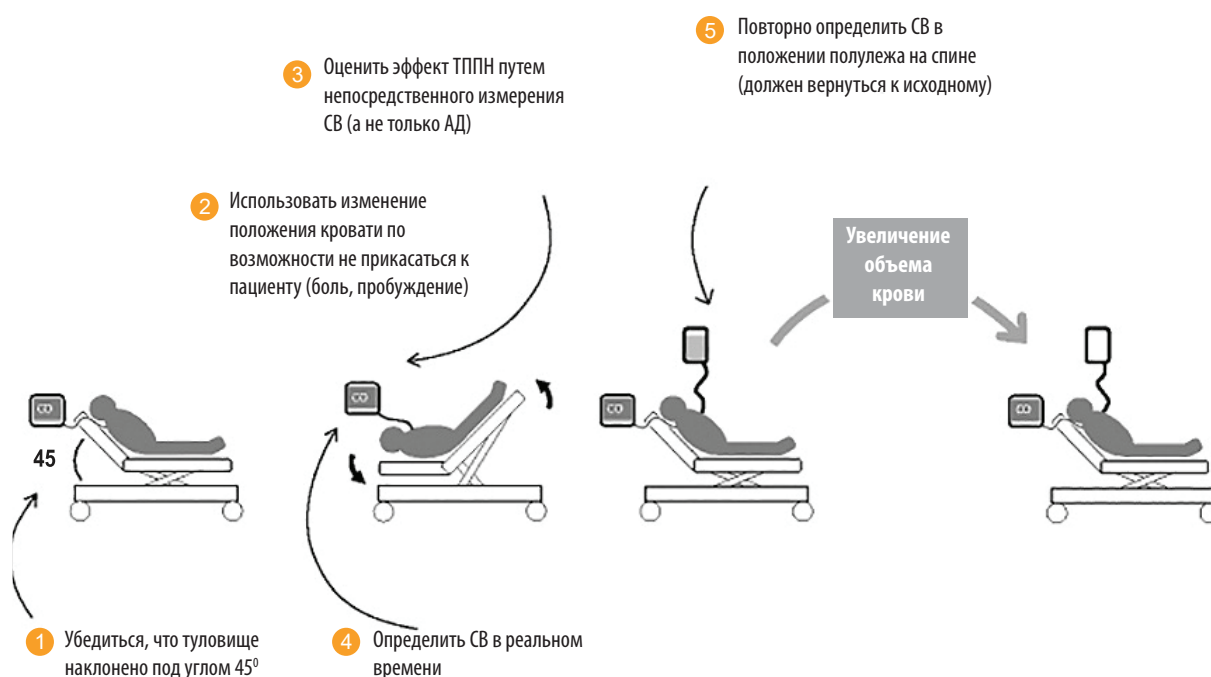 5
Повторно определить СВ в
положении полулежа на спине
(должен вернуться к исходному)
3
Оценить эффект ТППН путем
непосредственного измерения
СВ (а не только АД)
2
Использовать изменение
положения кровати по
возможности не прикасаться к
пациенту (боль, пробуждение)
Увеличение
объема
крови
CO
CO
CO
CO
45
1
Убедиться, что туловище
наклонено под углом 45⁰
4
Определить СВ в реальном
времени